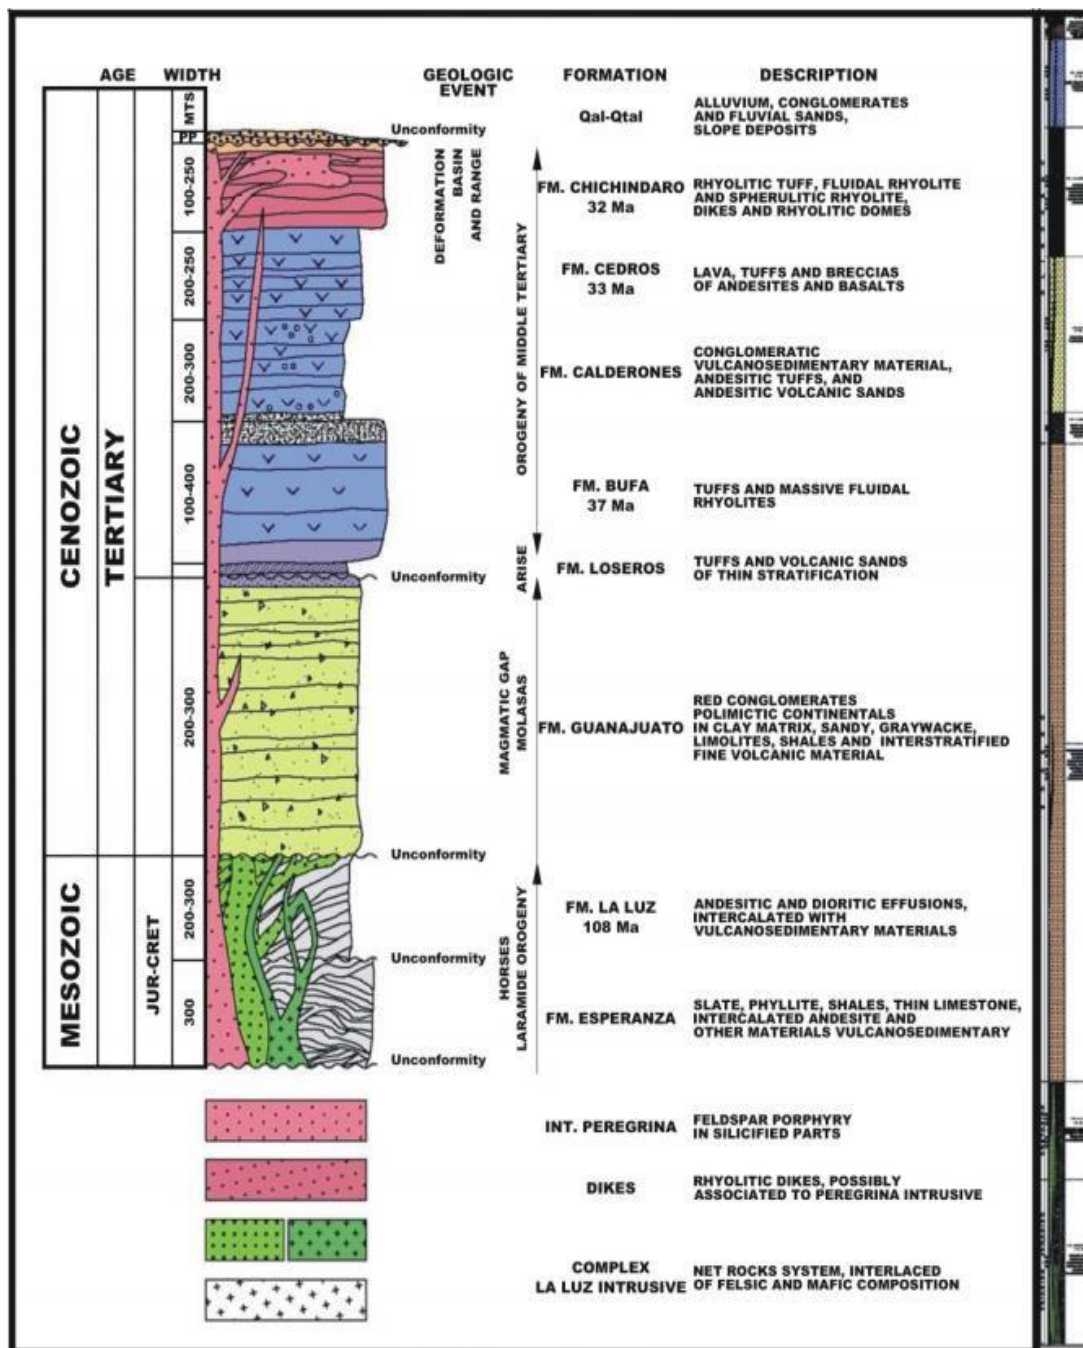 AGE WIDTH GEOLOGIC EVENT FORMATION DESCRIPTION
CENOZOIC
TERTIARY
MESOZOIC
JUR-CRET
MTS
PP
100-250
200-250
200-300
100-400
200-300
200-300
300
Unconformity
Unconformity
Unconformity
Unconformity
Unconformity
DEFORMATION
BASIN
AND RANGE
OROGENY OF MIDDLE TERTIARY
ARISE
MAGMATIC GAP
MOLASAS
HORSES
LARAMIDE OROGENY
Qal-Qtal
ALLUVIUM, CONGLOMERATES
AND FLUVIAL SANDS,
SLOPE DEPOSITS
FM. CHICHINDARO
32 Ma
RHYOLITIC TUFF, FLUIDAL RHYOLITE
AND SPHERULITIC RHYOLITE,
DIKES AND RHYOLITIC DOMES
FM. CEDROS
33 Ma
LAVA, TUFFS AND BRECCIAS
OF ANDESITES AND BASALTS
FM. CALDERONES
CONGLOMERATIC
VULCANOSEDIMENTARY MATERIAL,
ANDESITIC TUFFS, AND
ANDESITIC VOLCANIC SANDS
FM. BUFA
37 Ma
TUFFS AND MASSIVE FLUIDAL
RHYOLITES
FM. LOSEROS
TUFFS AND VOLCANIC SANDS
OF THIN STRATIFICATION
FM. GUANAJUATO
RED CONGLOMERATES
POLIMICTIC CONTINENTALS
IN CLAY MATRIX, SANDY, GRAYWACKE,
LIMOLITES, SHALES AND INTERSTRATIFIED
FINE VOLCANIC MATERIAL
FM. LA LUZ
108 Ma
ANDESITIC AND DIORITIC EFFUSIONS,
INTERCALATED WITH
VULCANOSEDIMENTARY MATERIALS
FM. ESPERANZA
SLATE, PHYLLITE, SHALES, THIN LIMESTONE,
INTERCALATED ANDESITE AND
OTHER MATERIALS VULCANOSEDIMENTARY
INT. PEREGRINA
FELDSPAR PORPHYRY
IN SILICIFIED PARTS
DIKES
RHYOLITIC DIKES, POSSIBLY
ASSOCIATED TO PEREGRINA INTRUSIVE
COMPLEX
LA LUZ INTRUSIVE
NET ROCKS SYSTEM, INTERLACED
OF FELSIC AND MAFIC COMPOSITION